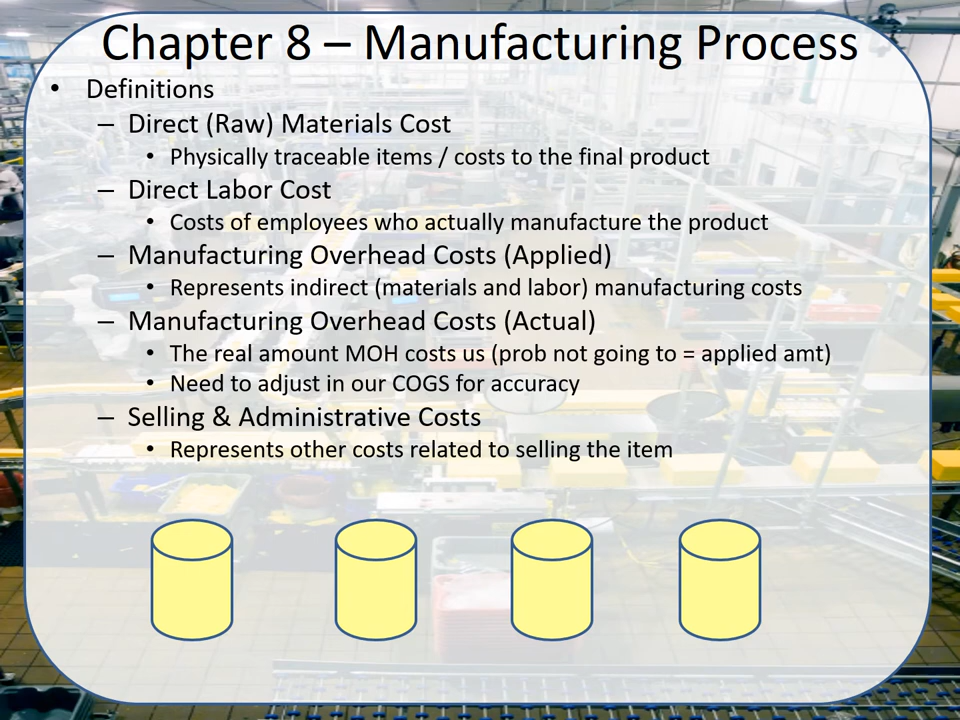 Chapter 8 – Manufacturing Process
• Definitions
– Direct (Raw) Materials Cost
• Physically traceable items / costs to the final product
– Direct Labor Cost
• Costs of employees who actually manufacture the product
– Manufacturing Overhead Costs (Applied)
• Represents indirect (materials and labor) manufacturing costs
– Manufacturing Overhead Costs (Actual)
• The real amount MOH costs us (prob not going to = applied amt)
• Need to adjust in our COGS for accuracy
– Selling & Administrative Costs
• Represents other costs related to selling the item